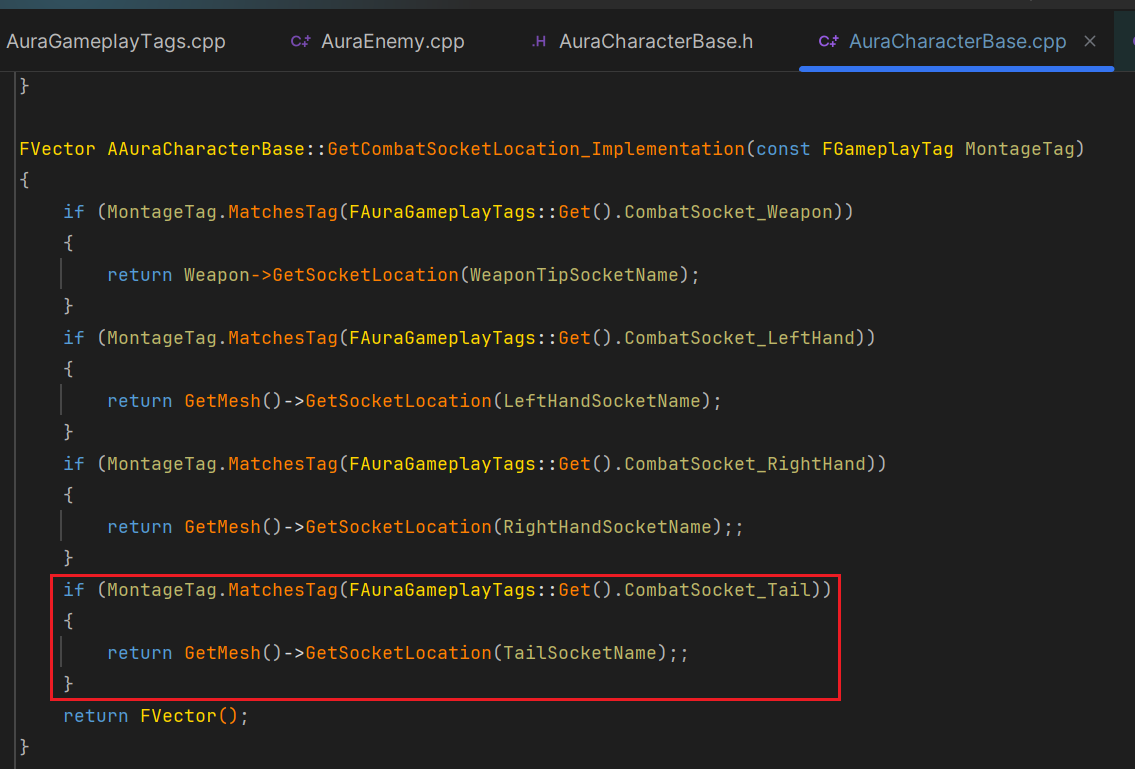 AuraGameplayTags.cpp C+ AuraEnemy.cpp .H AuraCharacterBase.h C+ AuraCharacterBase.cpp ×
}
FVector AAuraCharacterBase::GetCombatSocketLocation_Implementation(const FGameplayTag MontageTag)
{
    if (MontageTag.MatchesTag(FAuraGameplayTags::Get().CombatSocket_Weapon))
    {
        return Weapon->GetSocketLocation(WeaponTipSocketName);
    }
    if (MontageTag.MatchesTag(FAuraGameplayTags::Get().CombatSocket_LeftHand))
    {
        return GetMesh()->GetSocketLocation(LeftHandSocketName);
    }
    if (MontageTag.MatchesTag(FAuraGameplayTags::Get().CombatSocket_RightHand))
    {
        return GetMesh()->GetSocketLocation(RightHandSocketName);;
    }
    if (MontageTag.MatchesTag(FAuraGameplayTags::Get().CombatSocket_Tail))
    {
        return GetMesh()->GetSocketLocation(TailSocketName);;
    }
    return FVector();
}